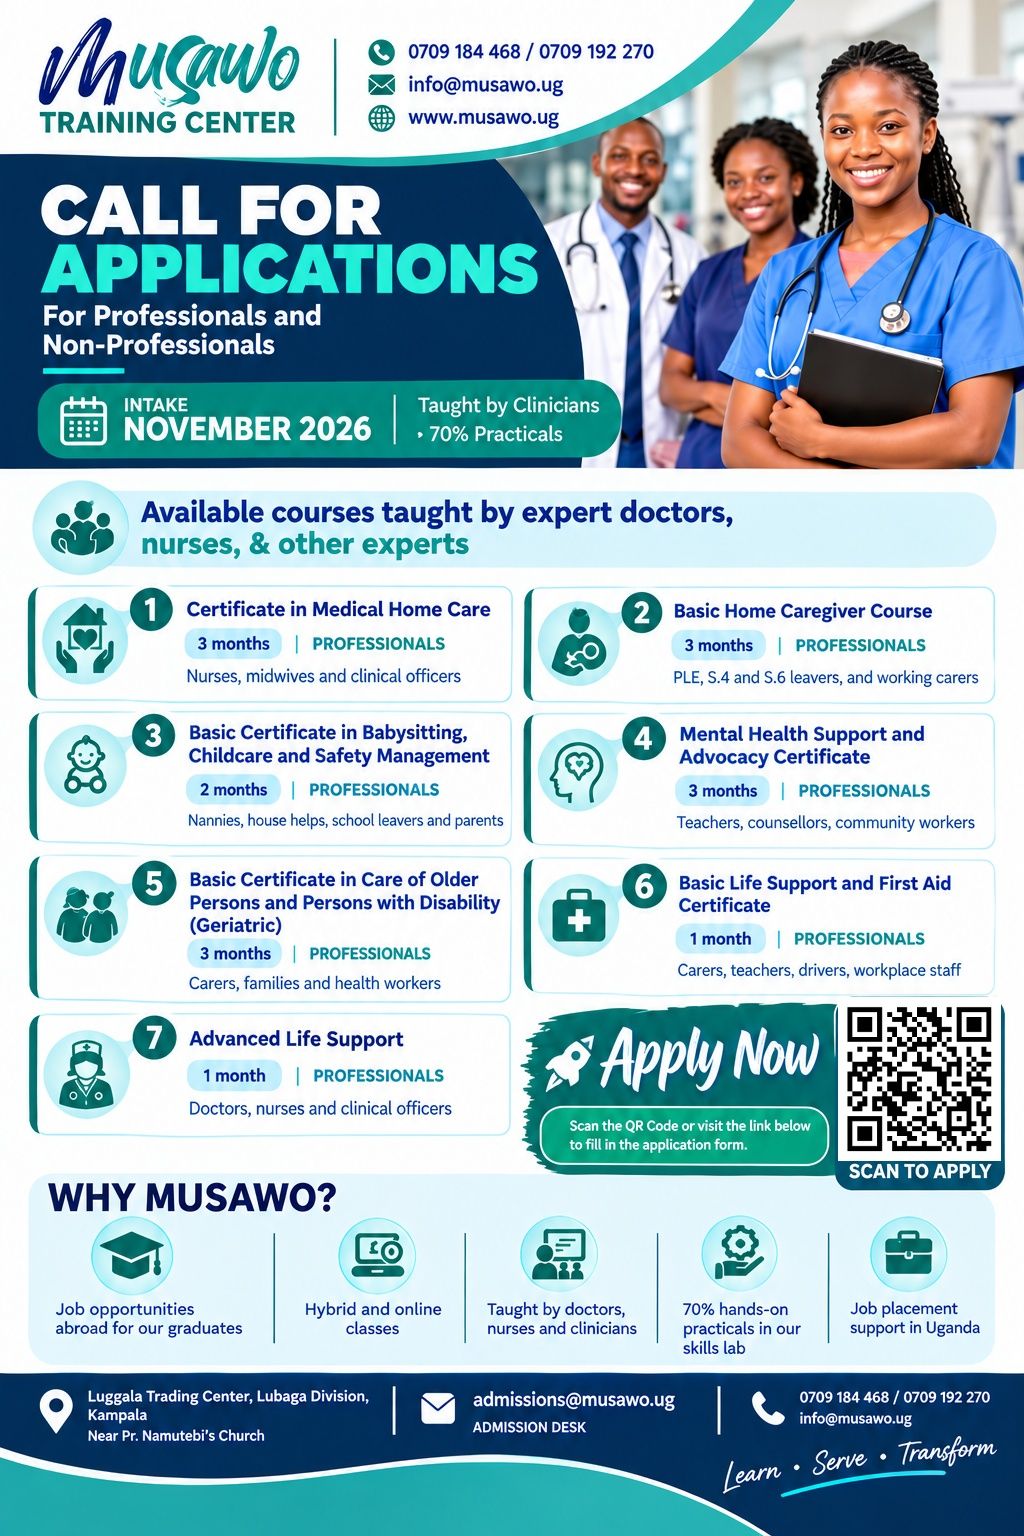 Musawo
TRAINING CENTER
0709 184 468 / 0709 192 270
info@musawo.ug
www.musawo.ug
CALL FOR
APPLICATIONS
For Professionals and
Non-Professionals
INTAKE
NOVEMBER 2026
Taught by Clinicians
• 70% Practicals
Available courses taught by expert doctors,
nurses, & other experts
1
Certificate in Medical Home Care
3 months | PROFESSIONALS
Nurses, midwives and clinical officers
2
Basic Home Caregiver Course
3 months | PROFESSIONALS
PLE, S.4 and S.6 leavers, and working carers
3
Basic Certificate in Babysitting,
Childcare and Safety Management
2 months | PROFESSIONALS
Nannies, house helps, school leavers and parents
4
Mental Health Support and
Advocacy Certificate
3 months | PROFESSIONALS
Teachers, counsellors, community workers
5
Basic Certificate in Care of Older
Persons and Persons with Disability
(Geriatric)
3 months | PROFESSIONALS
Carers, families and health workers
6
Basic Life Support and First Aid
Certificate
1 month | PROFESSIONALS
Carers, teachers, drivers, workplace staff
7
Advanced Life Support
1 month | PROFESSIONALS
Doctors, nurses and clinical officers
Apply Now
Scan the QR Code or visit the link below
to fill in the application form.
SCAN TO APPLY
WHY MUSAWO?
Job opportunities
abroad for our graduates
Hybrid and online
classes
Taught by doctors,
nurses and clinicians
70% hands-on
practicals in our
skills lab
Job placement
support in Uganda
Luggala Trading Center, Lubaga Division,
Kampala
Near Pr. Namutebi's Church
admissions@musawo.ug
ADMISSION DESK
0709 184 468 / 0709 192 270
info@musawo.ug
Learn • Serve • Transform